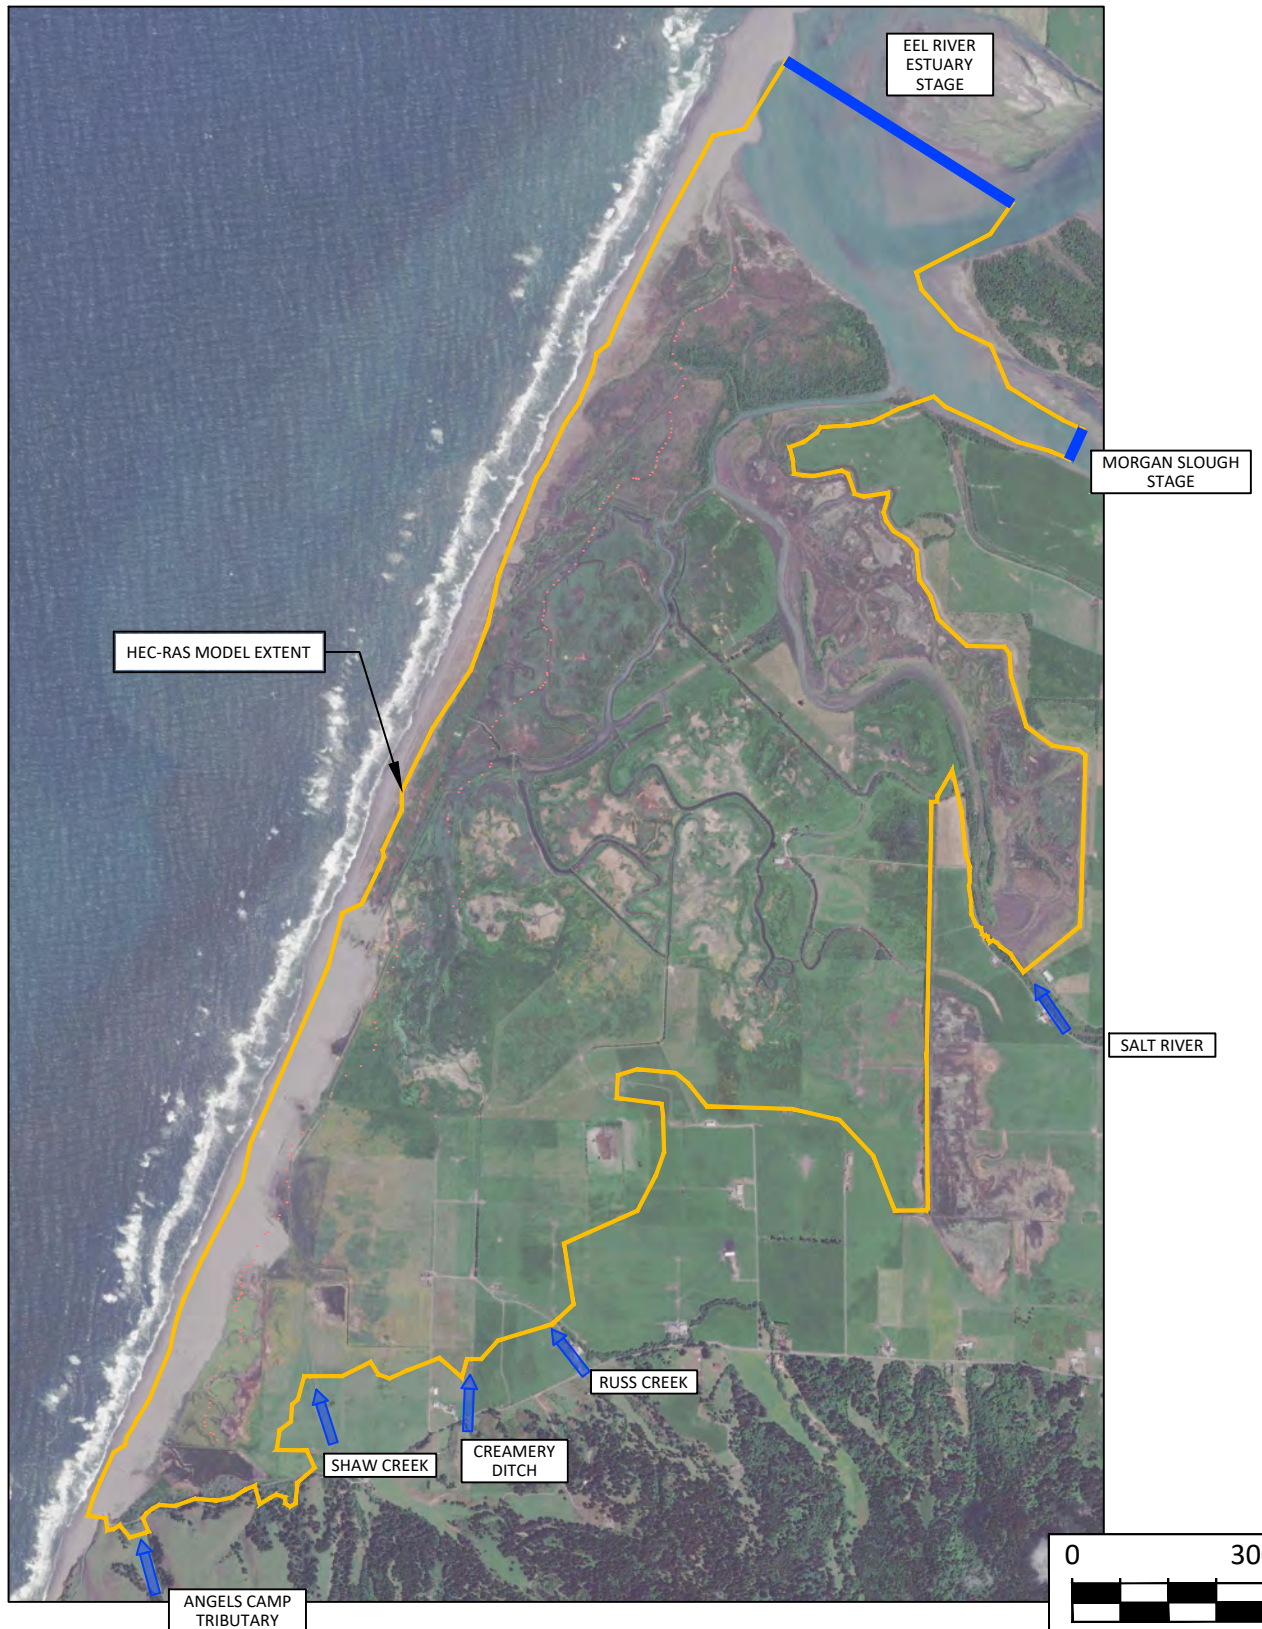 EEL RIVER
ESTUARY
STAGE
MORGAN SLOUGH
STAGE
HEC-RAS MODEL EXTENT
SALT RIVER
RUSS CREEK
CREAMERY
DITCH
SHAW CREEK
ANGELS CAMP
TRIBUTARY
0